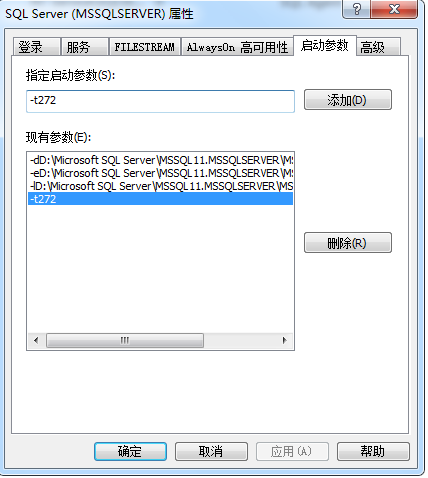 SQL Server (MSSQLSERVER) 属性
登录 服务 FILESTREAM AlwaysOn 高可用性 启动参数 高级
指定启动参数(S):
-t272 添加(D)
现有参数(E):
-dD:\Microsoft SQL Server\MSSQL11.MSSQLSERVER\MS
-eD:\Microsoft SQL Server\MSSQL11.MSSQLSERVER\MS
-lD:\Microsoft SQL Server\MSSQL11.MSSQLSERVER\MS
-t272
删除(R)
确定 取消 应用(A) 帮助